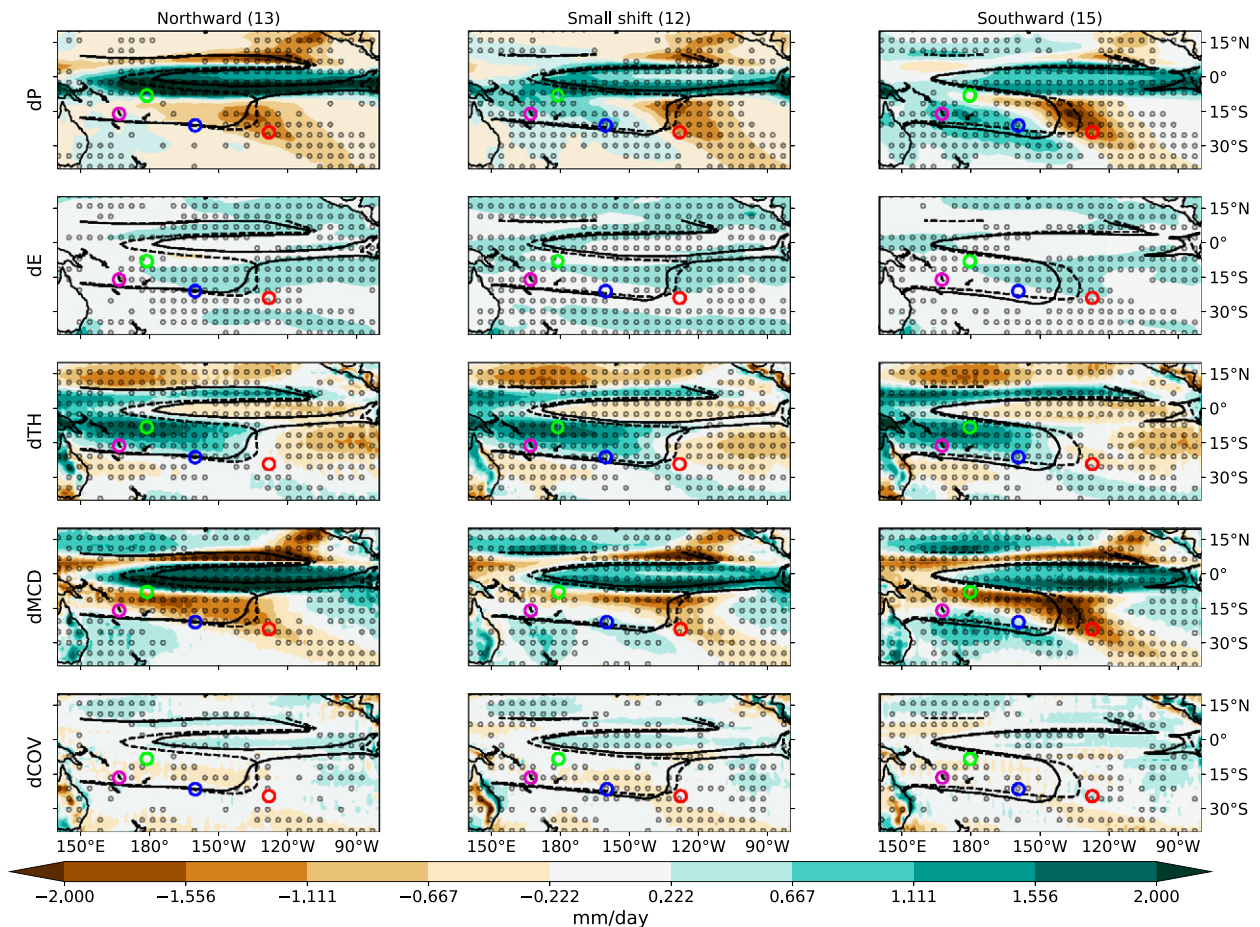 Northward (13) Small shift (12) Southward (15)
dP
15°N
0°
15°S
30°S
dE
15°N
0°
15°S
30°S
dTH
15°N
0°
15°S
30°S
dMCD
15°N
0°
15°S
30°S
dCOV
15°N
0°
15°S
30°S
150°E 180° 150°W 120°W 90°W 150°E 180° 150°W 120°W 90°W 150°E 180° 150°W 120°W 90°W
−2.000 −1.556 −1.111 −0.667 −0.222 0.222 0.667 1.111 1.556 2.000
mm/day